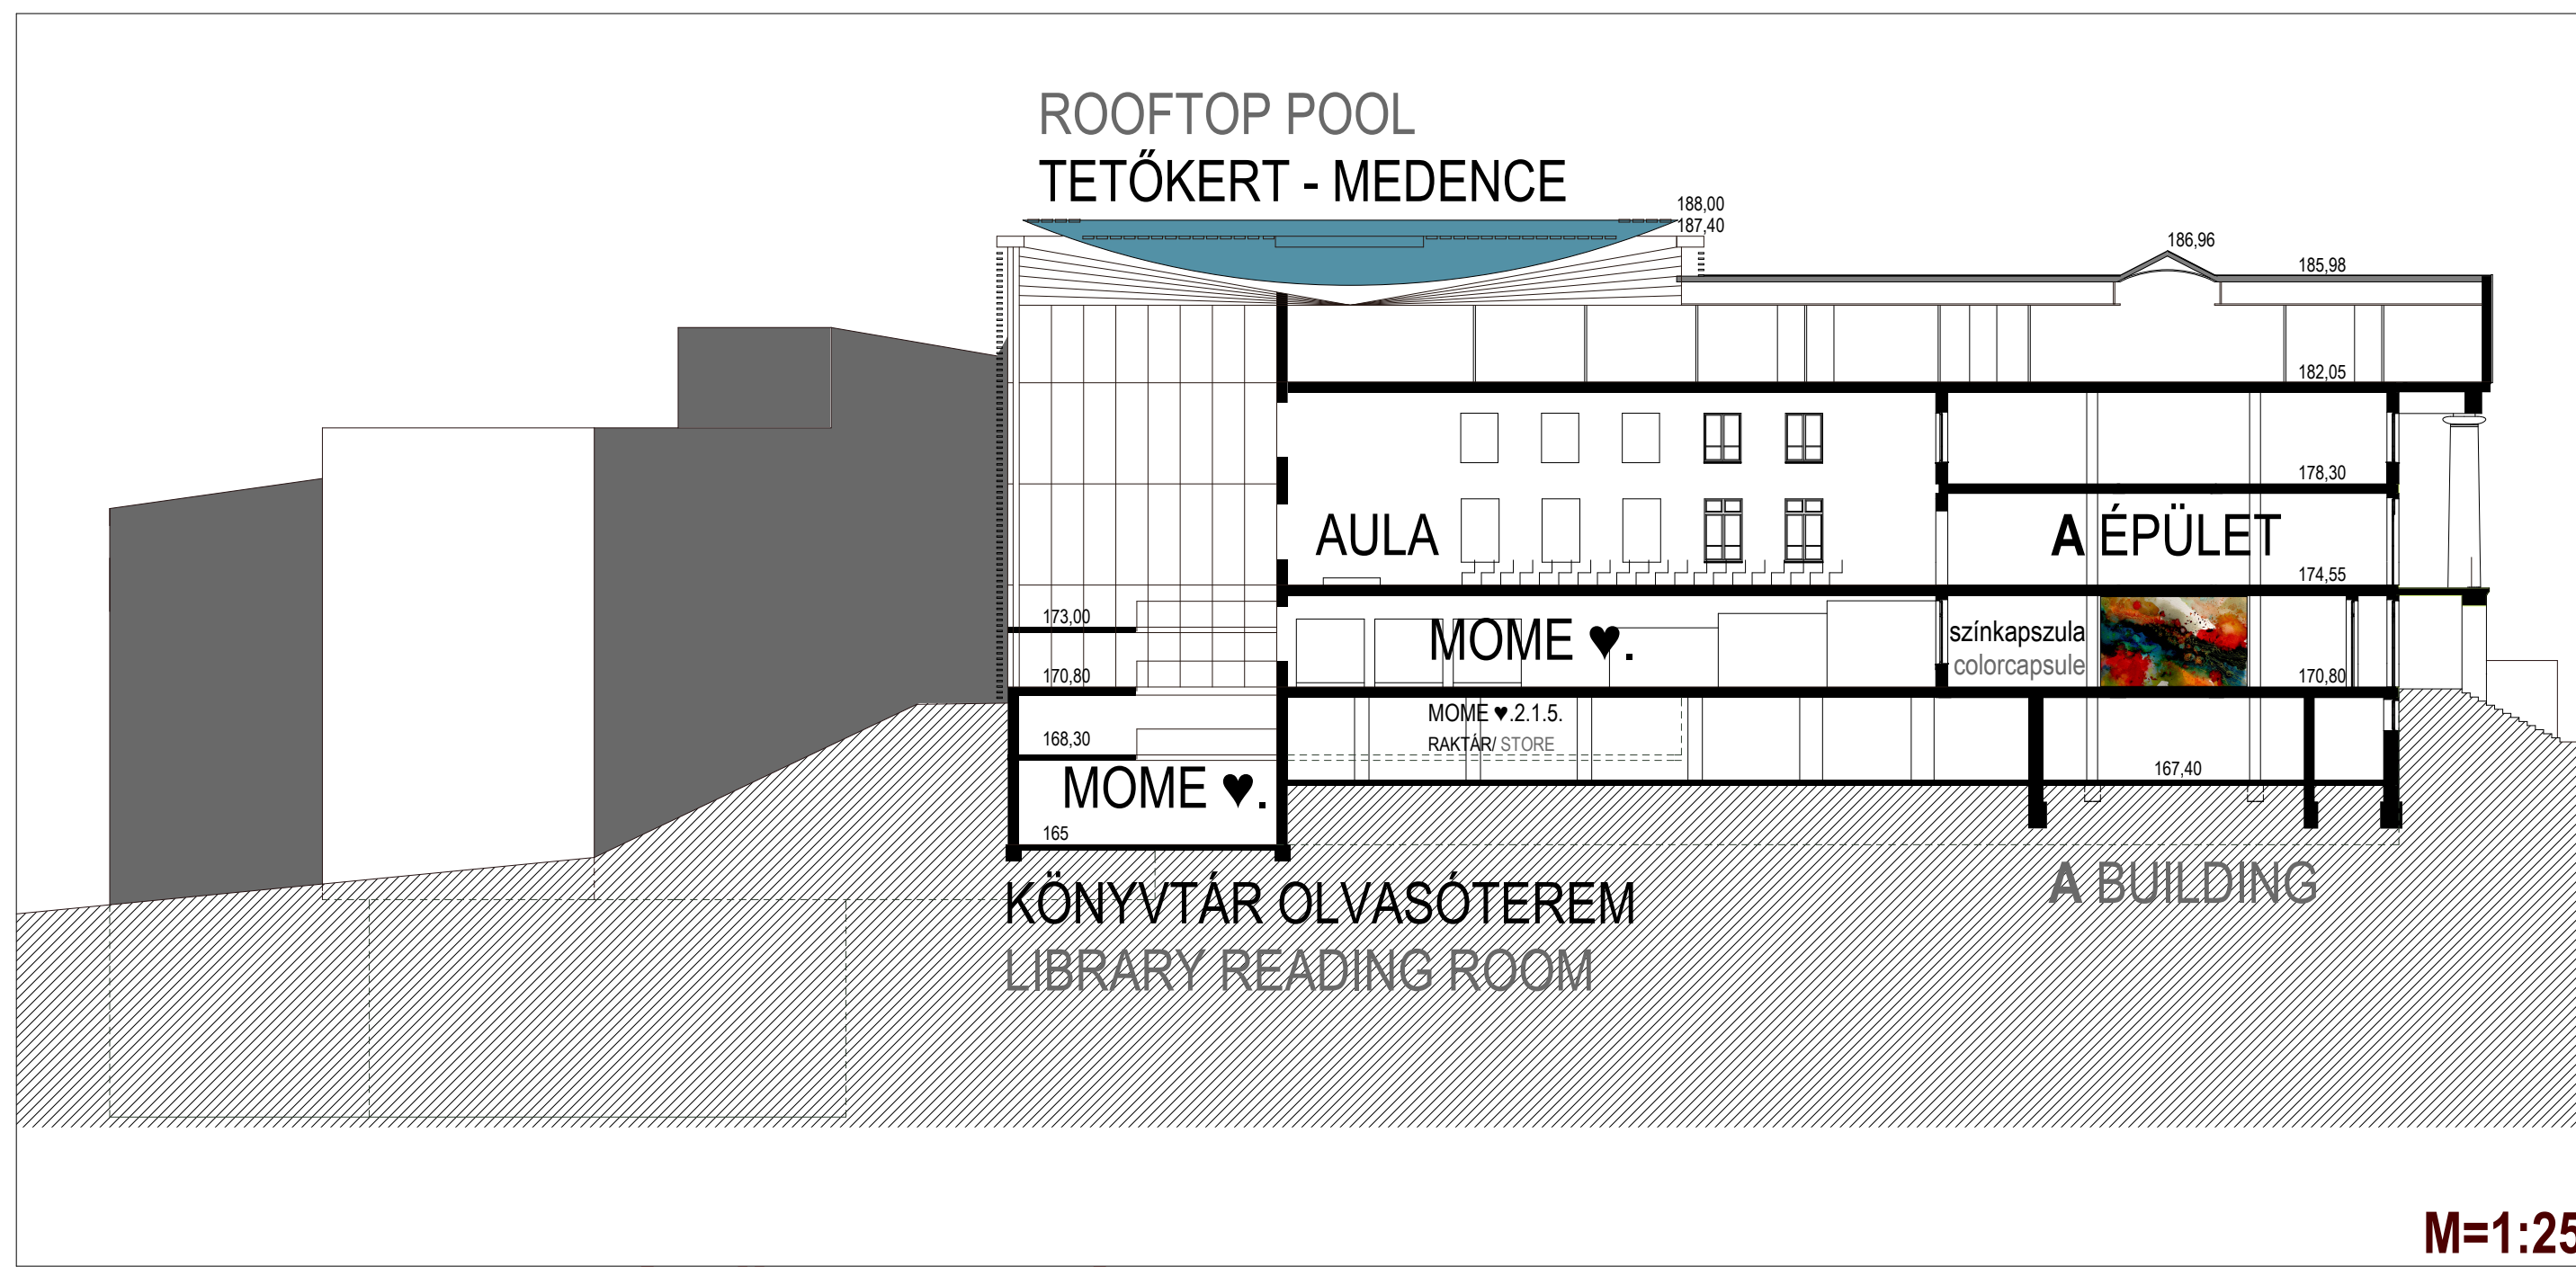 ROOFTOP POOL
TETŐKERT - MEDENCE
188,00
187,40
186,96
185,98
182,05
178,30
AULA
A ÉPÜLET
174,55
173,00
MOME ♥.
színkapszula
colorcapsule
170,80
170,80
MOME ♥.2.1.5.
RAKTÁR/ STORE
168,30
167,40
MOME ♥.
165
KÖNYVTÁR OLVASÓTEREM
LIBRARY READING ROOM
A BUILDING
M=1:25